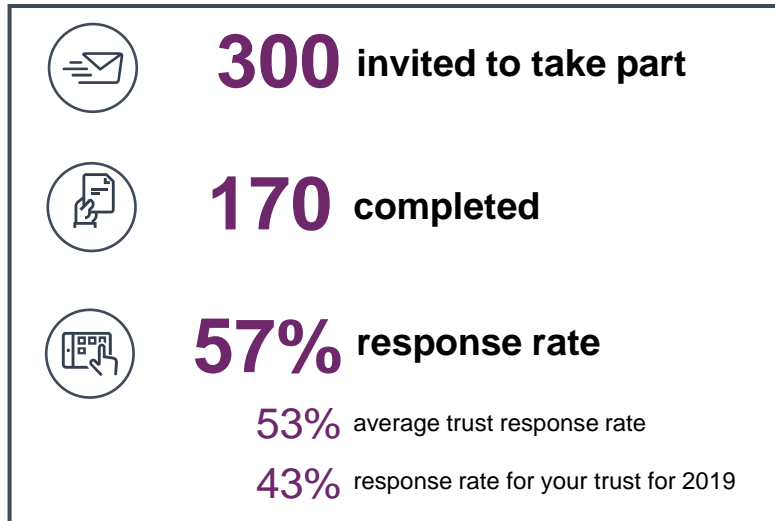 300 invited to take part
170 completed
57% response rate
53% average trust response rate
43% response rate for your trust for 2019